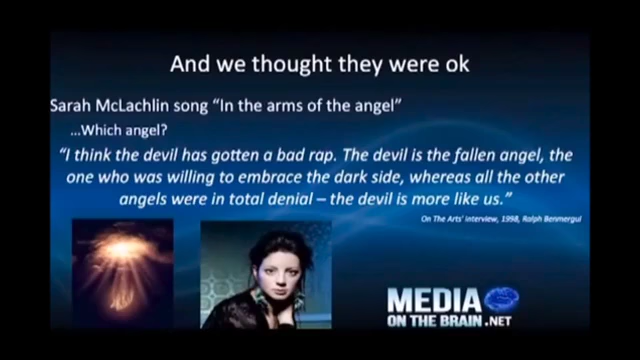 And we thought they were ok
Sarah McLachlin song “In the arms of the angel”
…Which angel?
“I think the devil has gotten a bad rap. The devil is the fallen angel, the
one who was willing to embrace the dark side, whereas all the other
angels were in total denial – the devil is more like us.”
On The Arts' interview, 1998, Ralph Benmergui
MEDIA
ON THE BRAIN.NET